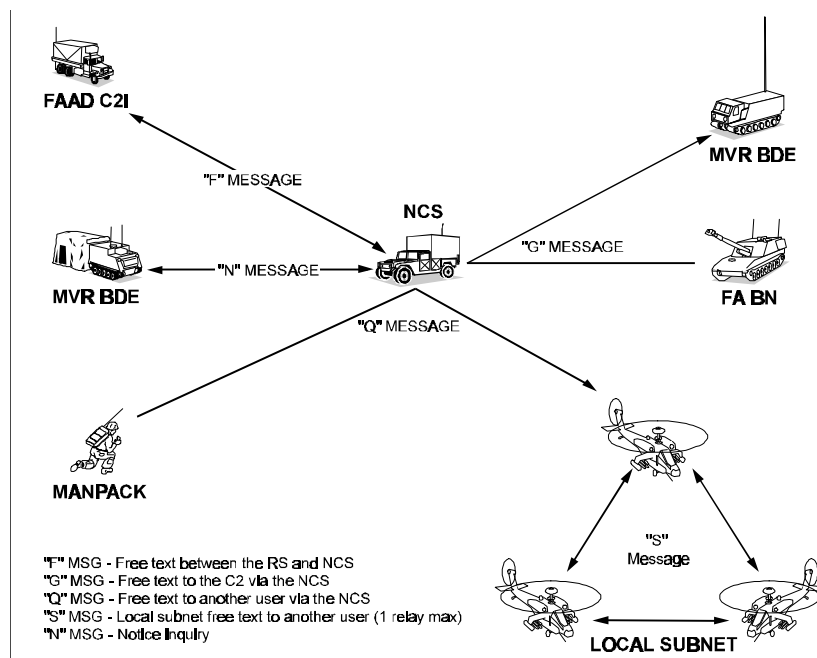 FAAD C2I
MVR BDE
"F" MESSAGE
NCS
"G" MESSAGE
MVR BDE
"N" MESSAGE
FA BN
"Q" MESSAGE
MANPACK
"S"
Message
"F" MSG - Free text between the RS and NCS
"G" MSG - Free text to the C2 via the NCS
"Q" MSG - Free text to another user via the NCS
"S" MSG - Local subnet free text to another user (1 relay max)
"N" MSG - Notice Inquiry
LOCAL SUBNET